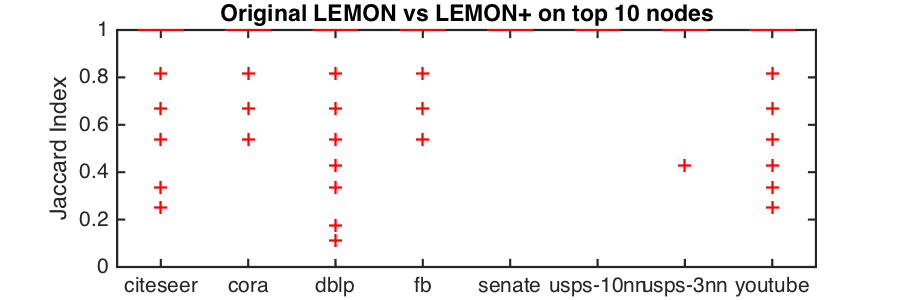 Original LEMON vs LEMON+ on top 10 nodes
Jaccard Index
1
0.8
0.6
0.4
0.2
0
citeseer cora dblp fb senate usps-10nn usps-3nn youtube